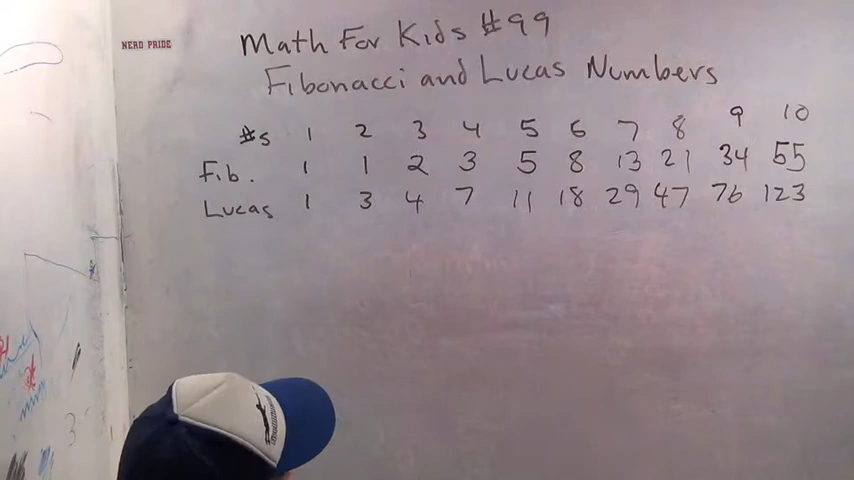 NERD PRIDE
Math For Kids #99
Fibonacci and Lucas Numbers
#s 1 2 3 4 5 6 7 8 9 10
Fib. 1 1 2 3 5 8 13 21 34 55
Lucas 1 3 4 7 11 18 29 47 76 123
3